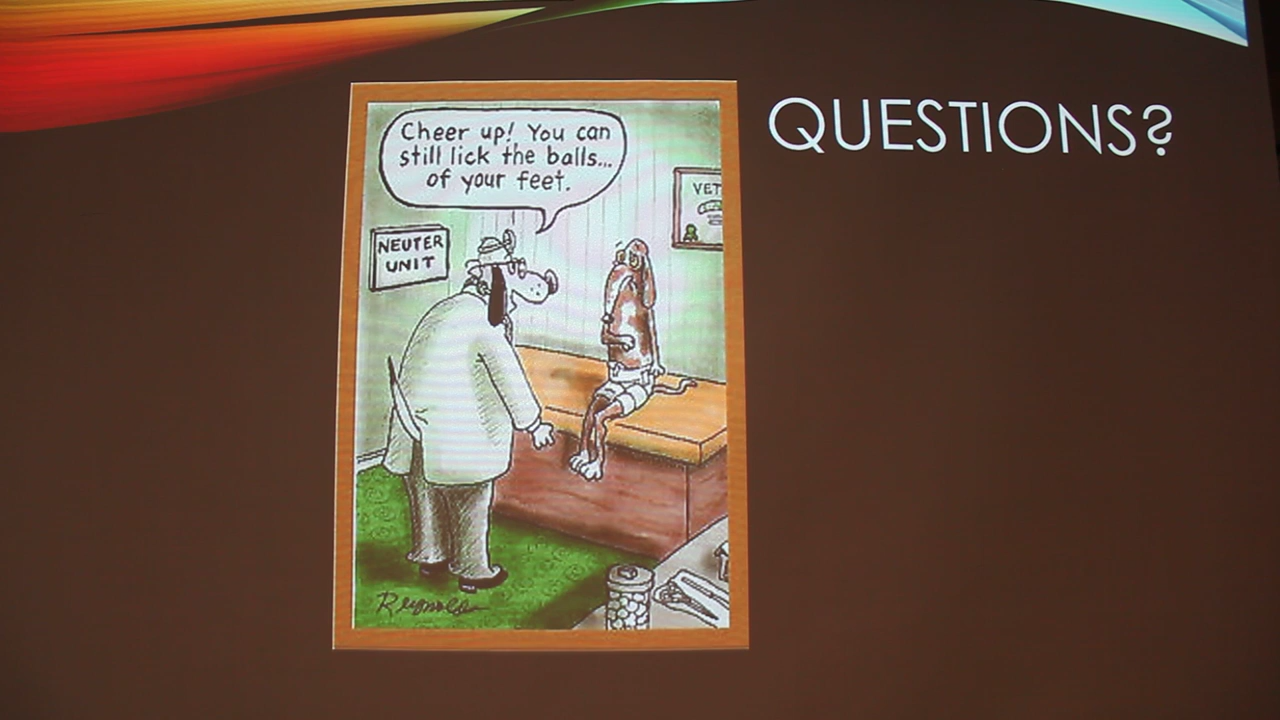 QUESTIONS?
Cheer up! You can
still lick the balls...
of your feet.
NEUTER
UNIT
VET
Reynolds